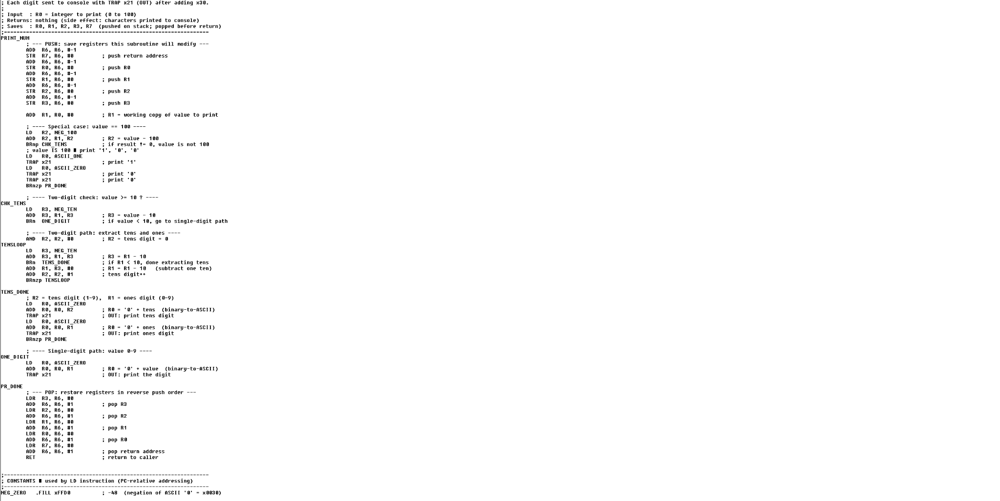 ; Each digit sent to console with TRAP x21 (OUT) after adding x30.
;
; Input  : R0 = integer to print (0 to 100)
; Returns: nothing (side effect: characters printed to console)
; Saves  : R0, R1, R2, R3, R7  (pushed on stack; popped before return)
;=================================================================
PRINT_NUM
        ; --- PUSH: save registers this subroutine will modify ---
        ADD  R6, R6, #-1
        STR  R7, R6, #0         ; push return address
        ADD  R6, R6, #-1
        STR  R0, R6, #0         ; push R0
        ADD  R6, R6, #-1
        STR  R1, R6, #0         ; push R1
        ADD  R6, R6, #-1
        STR  R2, R6, #0         ; push R2
        ADD  R6, R6, #-1
        STR  R3, R6, #0         ; push R3

        ADD  R1, R0, #0         ; R1 = working copy of value to print

        ; ---- Special case: value == 100 ----
        LD   R2, NEG_100
        ADD  R2, R1, R2         ; R2 = value - 100
        BRnp CHK_TENS           ; if result != 0, value is not 100
        ; value IS 100 ■ print '1', '0', '0'
        LD   R0, ASCII_ONE
        TRAP x21                ; print '1'
        LD   R0, ASCII_ZERO
        TRAP x21                ; print '0'
        TRAP x21                ; print '0'
        BRnzp PR_DONE

        ; ---- Two-digit check: value >= 10 ? ----
CHK_TENS
        LD   R3, NEG_TEN
        ADD  R3, R1, R3         ; R3 = value - 10
        BRn  ONE_DIGIT          ; if value < 10, go to single-digit path

        ; ---- Two-digit path: extract tens and ones ----
        AND  R2, R2, #0         ; R2 = tens digit = 0
TENSLOOP
        LD   R3, NEG_TEN
        ADD  R3, R1, R3         ; R3 = R1 - 10
        BRn  TENS_DONE          ; if R1 < 10, done extracting tens
        ADD  R1, R3, #0         ; R1 = R1 - 10   (subtract one ten)
        ADD  R2, R2, #1         ; tens digit++
        BRnzp TENSLOOP

TENS_DONE
        ; R2 = tens digit (1-9),  R1 = ones digit (0-9)
        LD   R0, ASCII_ZERO
        ADD  R0, R0, R2         ; R0 = '0' + tens  (binary-to-ASCII)
        TRAP x21                ; OUT: print tens digit
        LD   R0, ASCII_ZERO
        ADD  R0, R0, R1         ; R0 = '0' + ones  (binary-to-ASCII)
        TRAP x21                ; OUT: print ones digit
        BRnzp PR_DONE

        ; ---- Single-digit path: value 0-9 ----
ONE_DIGIT
        LD   R0, ASCII_ZERO
        ADD  R0, R0, R1         ; R0 = '0' + value  (binary-to-ASCII)
        TRAP x21                ; OUT: print the digit

PR_DONE
        ; --- POP: restore registers in reverse push order ---
        LDR  R3, R6, #0
        ADD  R6, R6, #1         ; pop R3
        LDR  R2, R6, #0
        ADD  R6, R6, #1         ; pop R2
        LDR  R1, R6, #0
        ADD  R6, R6, #1         ; pop R1
        LDR  R0, R6, #0
        ADD  R6, R6, #1         ; pop R0
        LDR  R7, R6, #0
        ADD  R6, R6, #1         ; pop return address
        RET                     ; return to caller


;-----------------------------------------------------------------
; CONSTANTS ■ used by LD instruction (PC-relative addressing)
;-----------------------------------------------------------------
NEG_ZERO   .FILL xFFD0          ; -48  (negation of ASCII '0' = x0030)